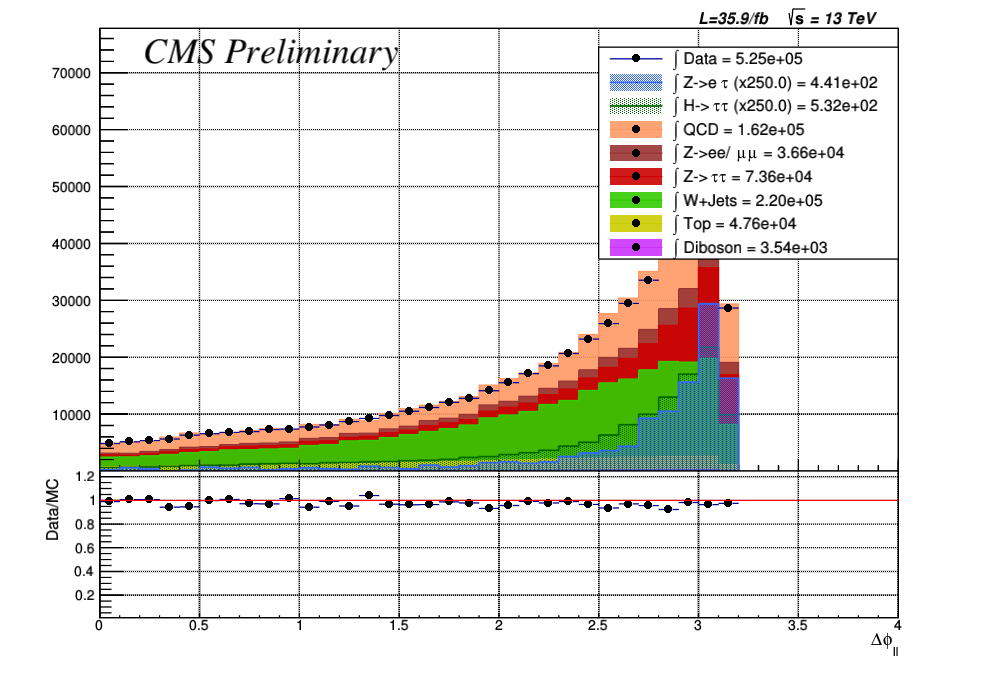 L=35.9/fb √s = 13 TeV
CMS Preliminary
∫ Data = 5.25e+05
∫ Z->e τ (x250.0) = 4.41e+02
∫ H-> ττ (x250.0) = 5.32e+02
∫ QCD = 1.62e+05
∫ Z->ee/ μμ = 3.66e+04
∫ Z-> ττ = 7.36e+04
∫ W+Jets = 2.20e+05
∫ Top = 4.76e+04
∫ Diboson = 3.54e+03
70000
60000
50000
40000
30000
20000
10000
Data/MC
1.2
1
0.8
0.6
0.4
0.2
0 0.5 1 1.5 2 2.5 3 3.5 4
Δϕ_ll